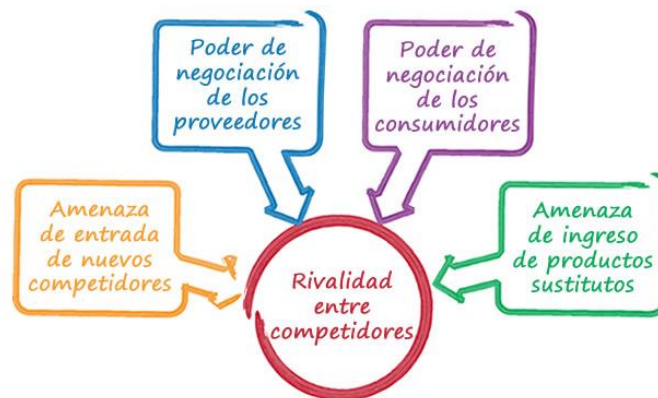 Poder de
negociación
de los
proveedores
Poder de
negociación
de los
consumidores
Amenaza
de entrada
de nuevos
competidores
Amenaza
de ingreso
de productos
sustitutos
Rivalidad
entre
competidores